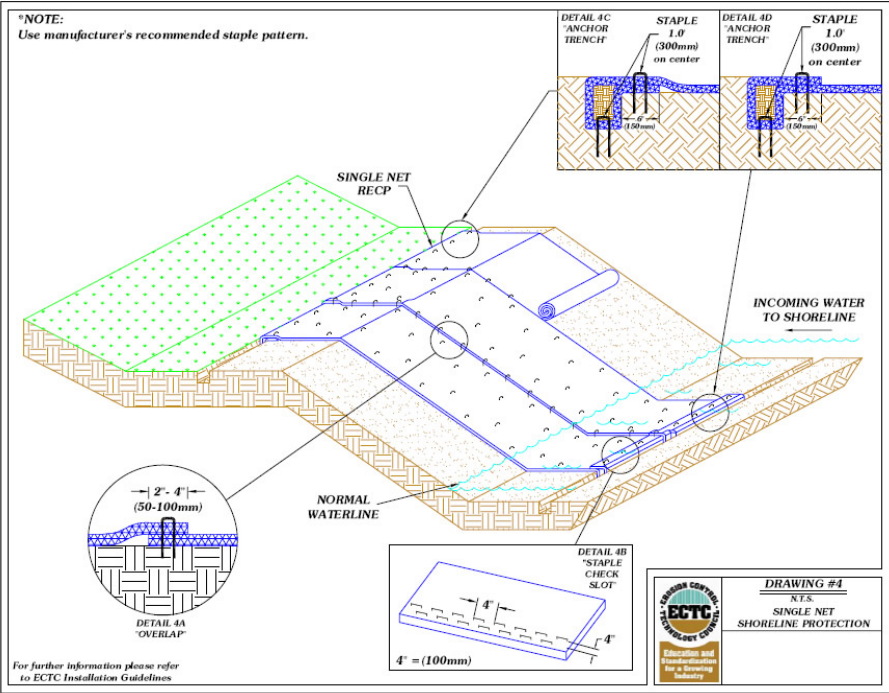 *NOTE:
Use manufacturer's recommended staple pattern.
DETAIL 4C
"ANCHOR
TRENCH"
STAPLE
1.0'
(300mm)
on center
6"
(150mm)
DETAIL 4D
"ANCHOR
TRENCH"
STAPLE
1.0'
(300mm)
on center
6"
(150mm)
SINGLE NET
RECP
INCOMING WATER
TO SHORELINE
2"- 4"
(50-100mm)
DETAIL 4A
"OVERLAP"
NORMAL
WATERLINE
DETAIL 4B
"STAPLE
CHECK
SLOT"
4"
4"
4" = (100mm)
For further information please refer
to ECTC Installation Guidelines
EROSION CONTROL
TECHNOLOGY COUNCIL
ECTC
Education and
Standardization
for a Growing
Industry
DRAWING #4
N.T.S.
SINGLE NET
SHORELINE PROTECTION